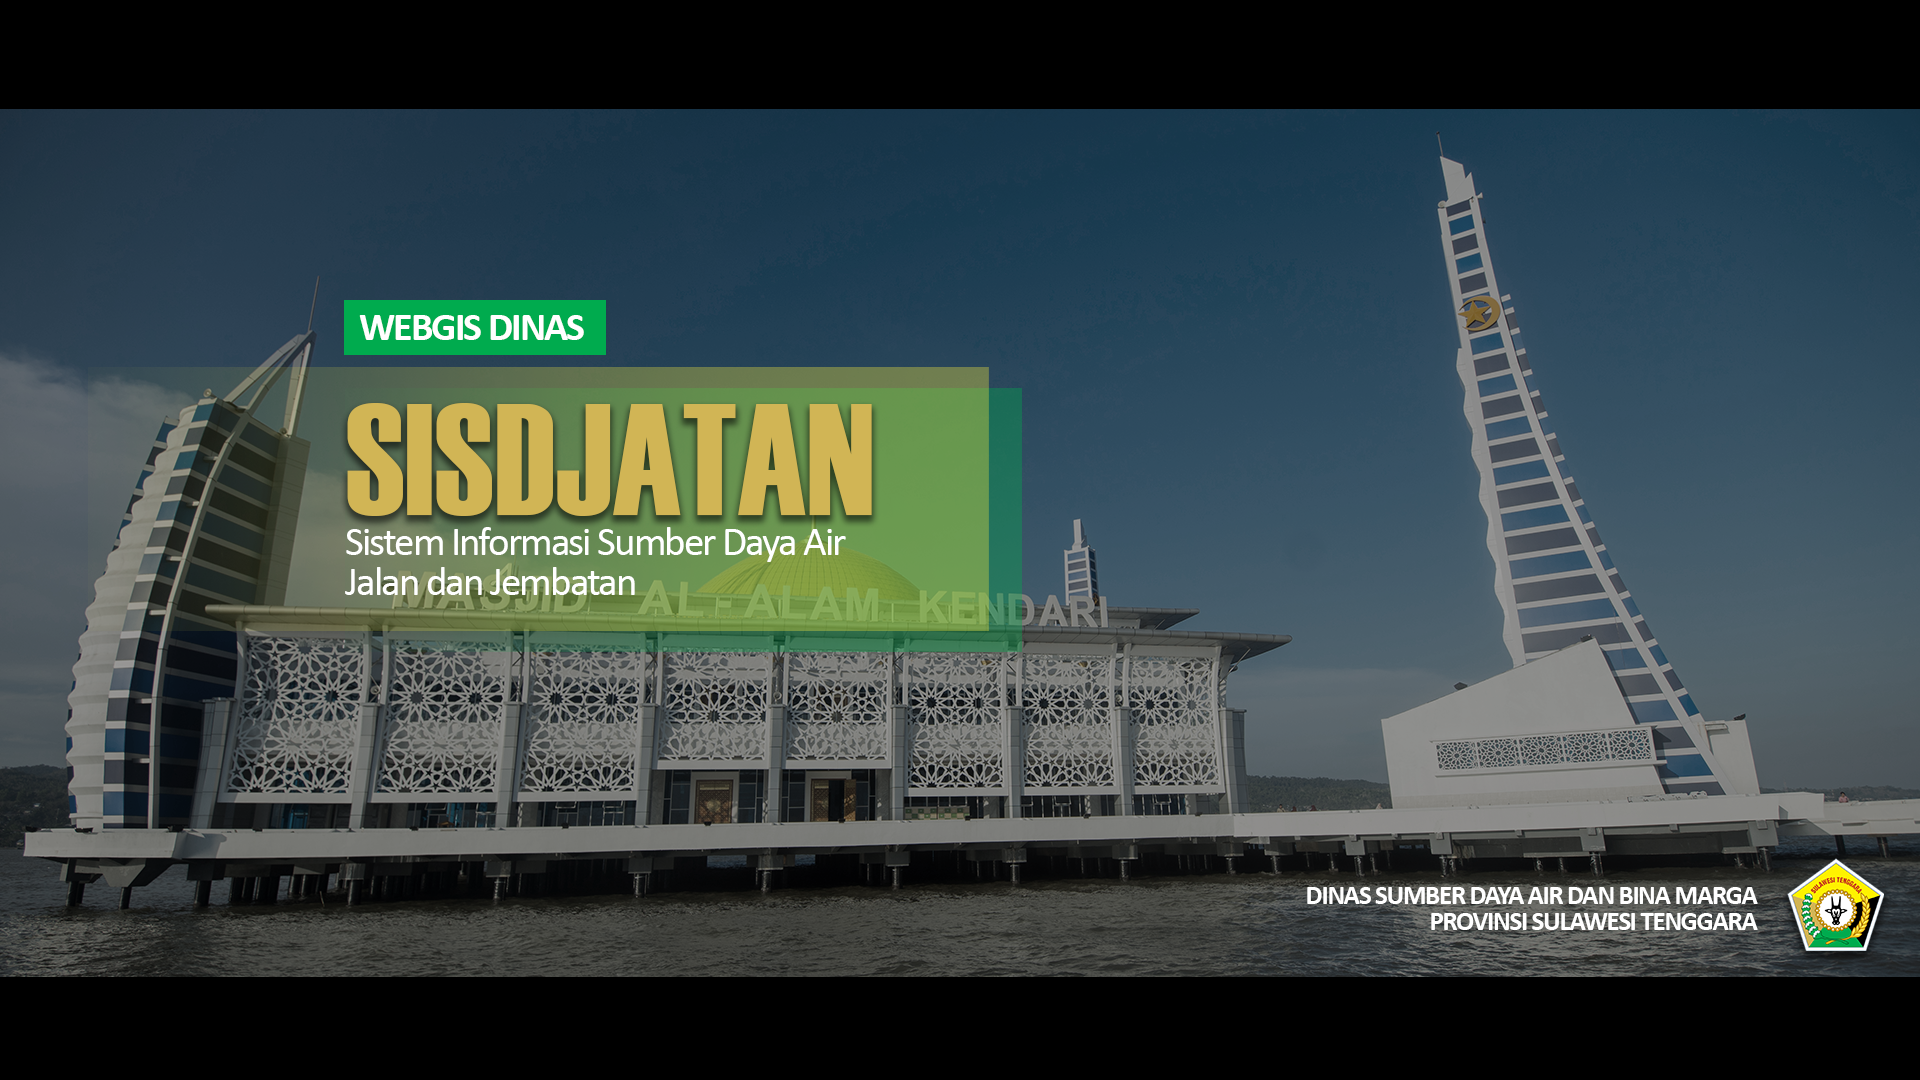 WEBGIS DINAS
SISDJATAN
Sistem Informasi Sumber Daya Air
Jalan dan Jembatan
MASJID AL - ALAM KENDARI
DINAS SUMBER DAYA AIR DAN BINA MARGA
PROVINSI SULAWESI TENGGARA
SULAWESI TENGGARA